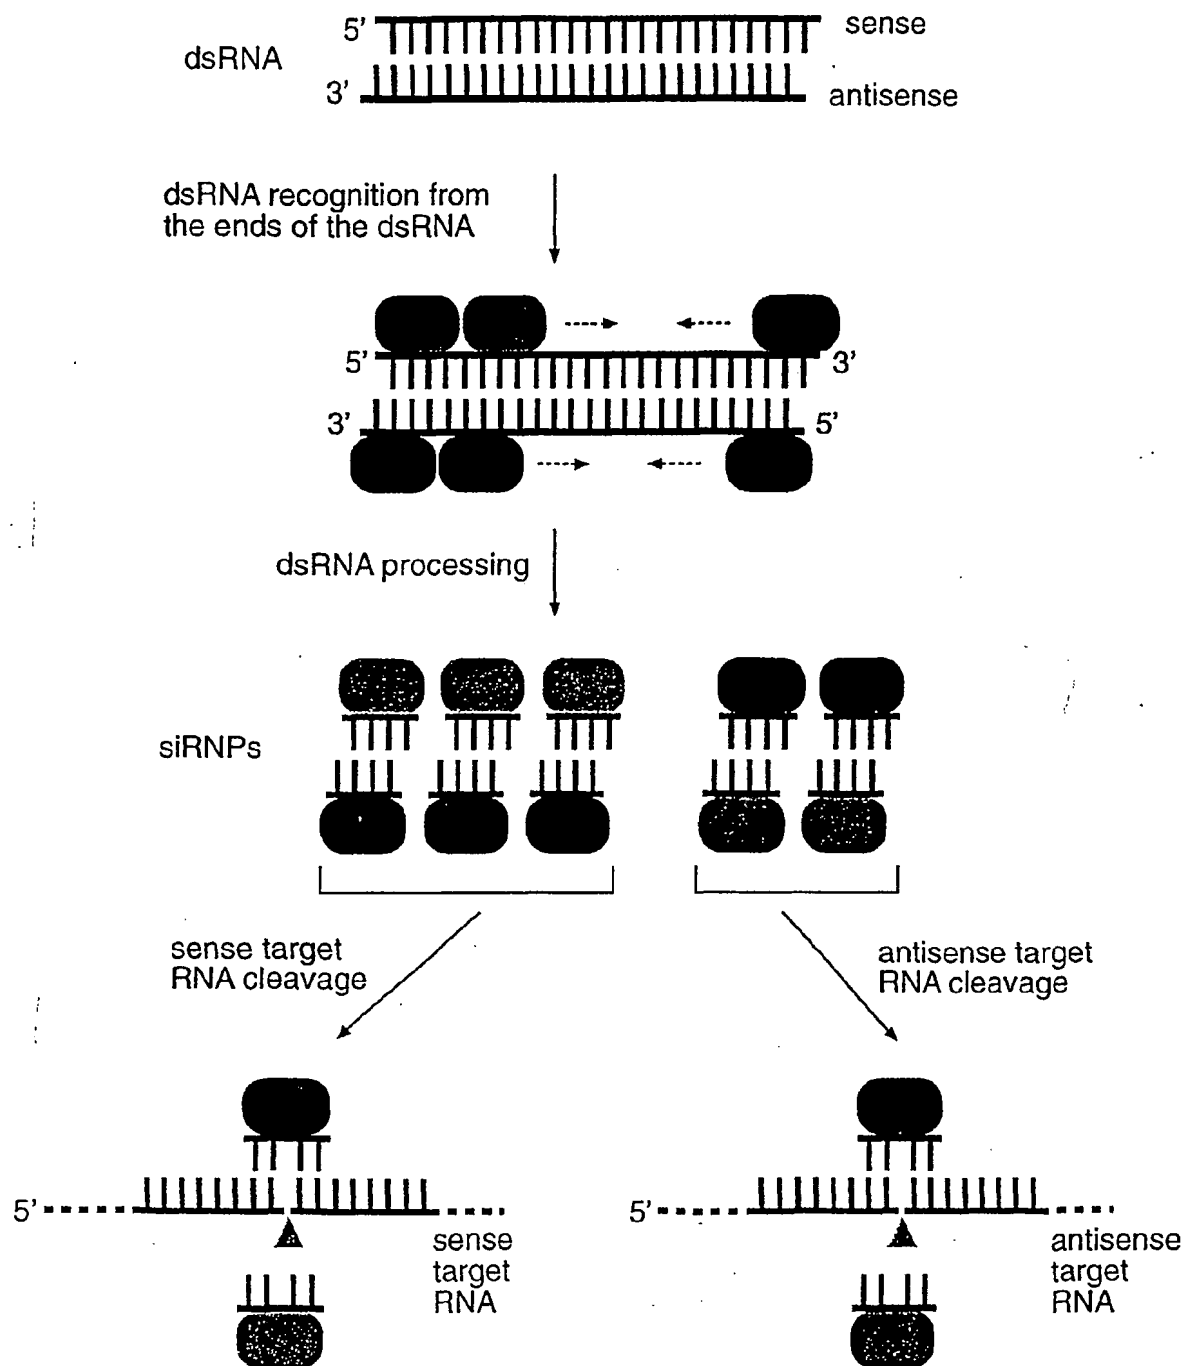 5'
sense
dsRNA
3'
antisense
dsRNA recognition from
the ends of the dsRNA
5'
3'
3'
5'
dsRNA processing
siRNPs
sense target
RNA cleavage
antisense target
RNA cleavage
5'
sense
target
RNA
5'
antisense
target
RNA